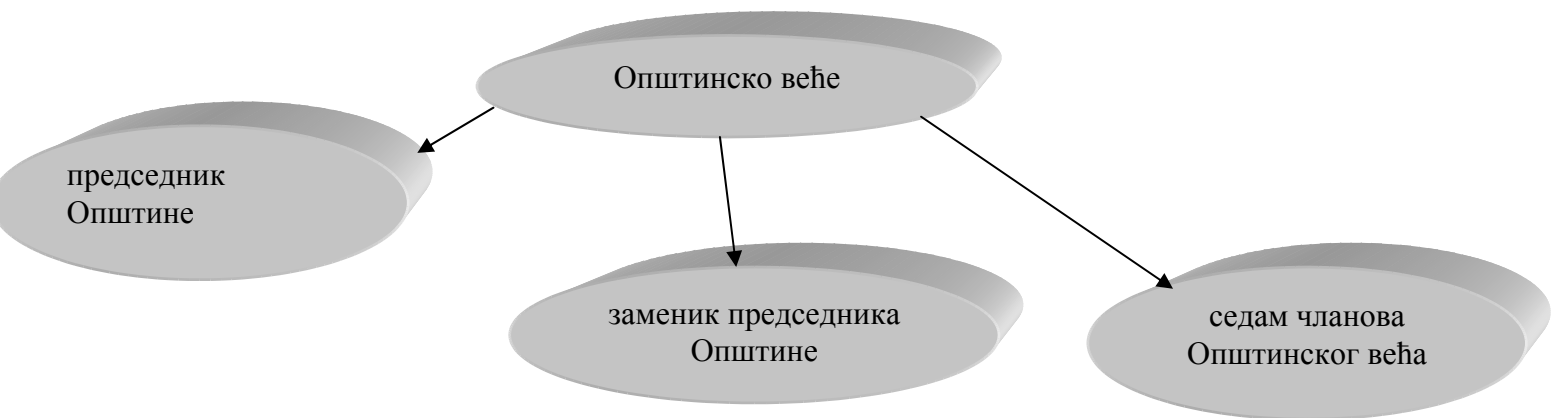 Општинско веће
председник
Општине
заменик председника
Општине
седам чланова
Општинског већа